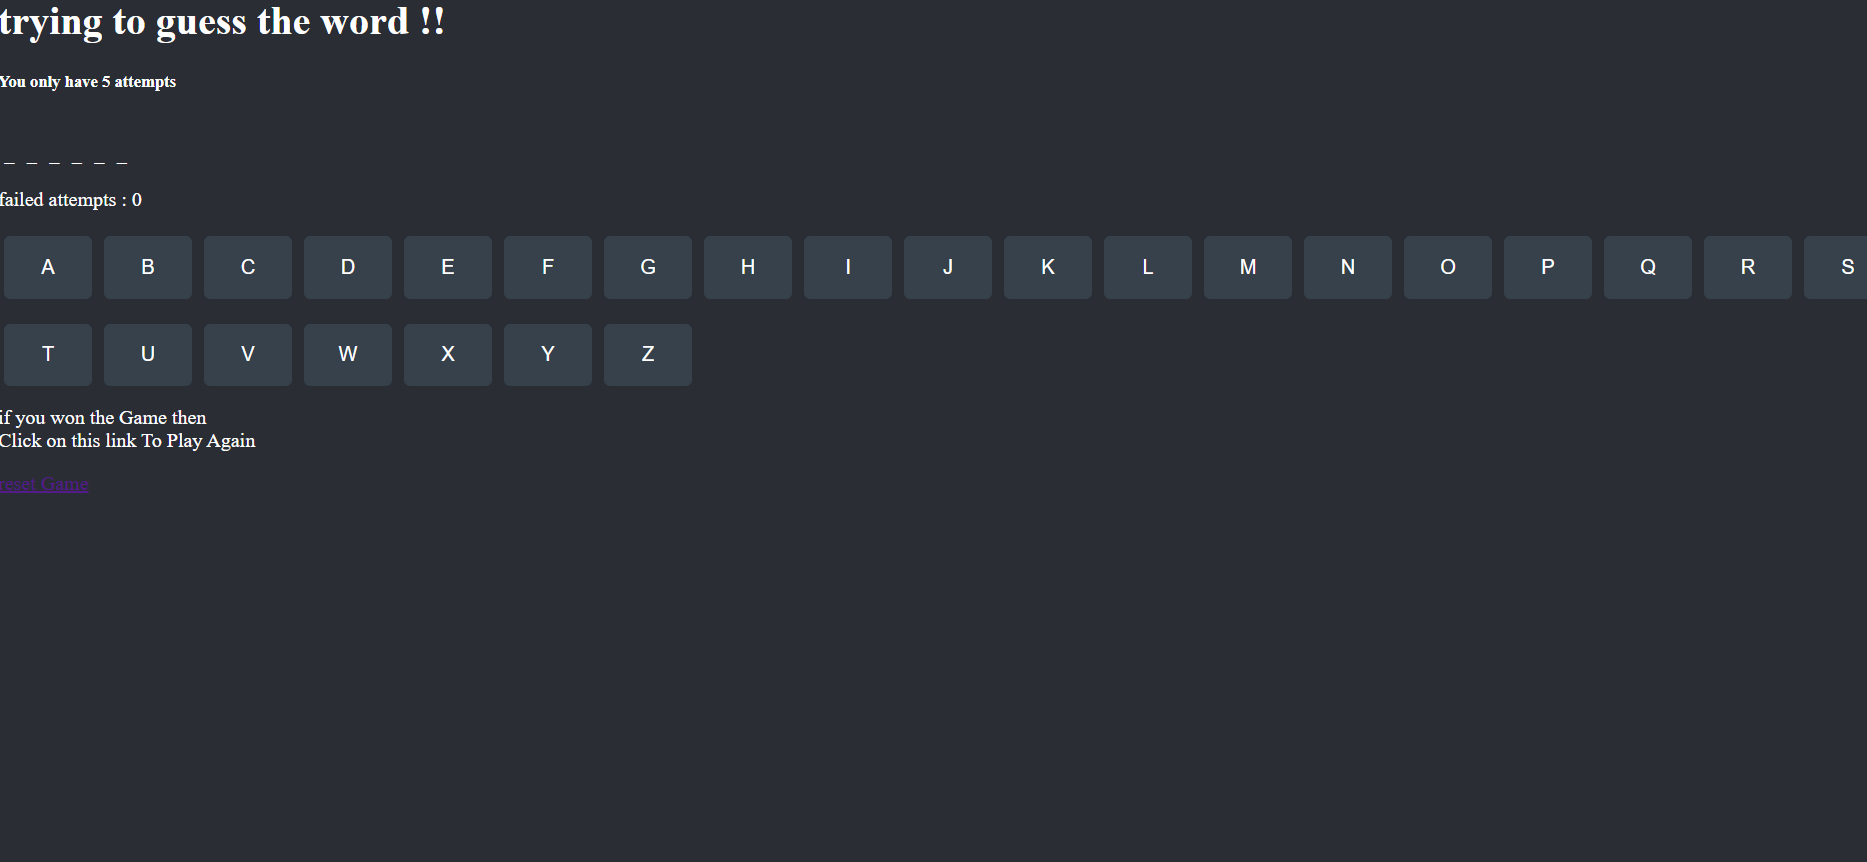 trying to guess the word !!
You only have 5 attempts
_ _ _ _ _ _
failed attempts : 0
A B C D E F G H I J K L M N O P Q R S
T U V W X Y Z
if you won the Game then
Click on this link To Play Again
reset Game